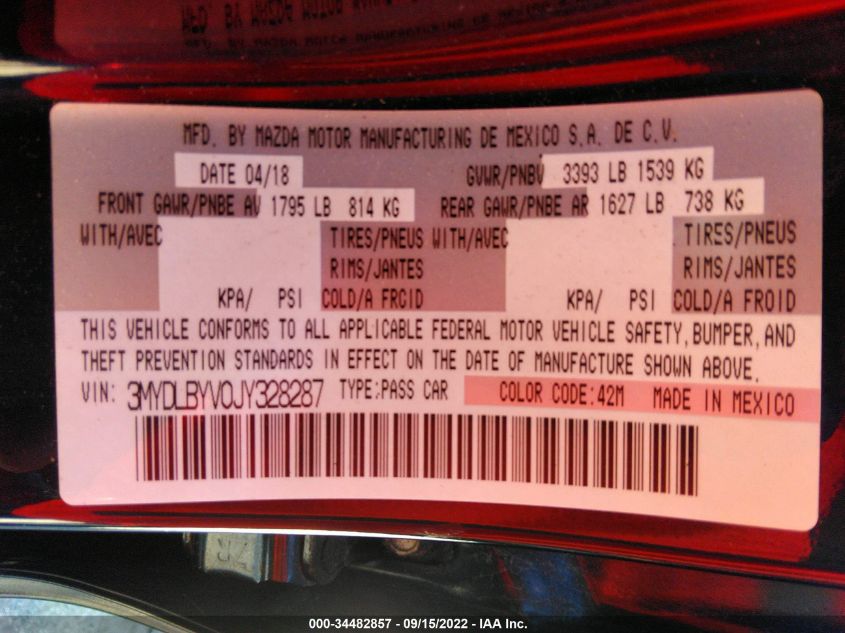 MFD. BY MAZDA MOTOR MANUFACTURING DE MEXICO S.A. DE C.V.
DATE 04/18 GVWR/PNBV 3393 LB 1539 KG
FRONT GAWR/PNBE AV 1795 LB 814 KG REAR GAWR/PNBE AR 1627 LB 738 KG
WITH/AVEC TIRES/PNEUS WITH/AVEC TIRES/PNEUS
RIMS/JANTES RIMS/JANTES
KPA/ PSI COLD/A FROID KPA/ PSI COLD/A FROID
THIS VEHICLE CONFORMS TO ALL APPLICABLE FEDERAL MOTOR VEHICLE SAFETY, BUMPER, AND
THEFT PREVENTION STANDARDS IN EFFECT ON THE DATE OF MANUFACTURE SHOWN ABOVE.
VIN: 3MYDLBYV0JY328287 TYPE:PASS CAR COLOR CODE:42M MADE IN MEXICO
000-34482857 - 09/15/2022 - IAA Inc.